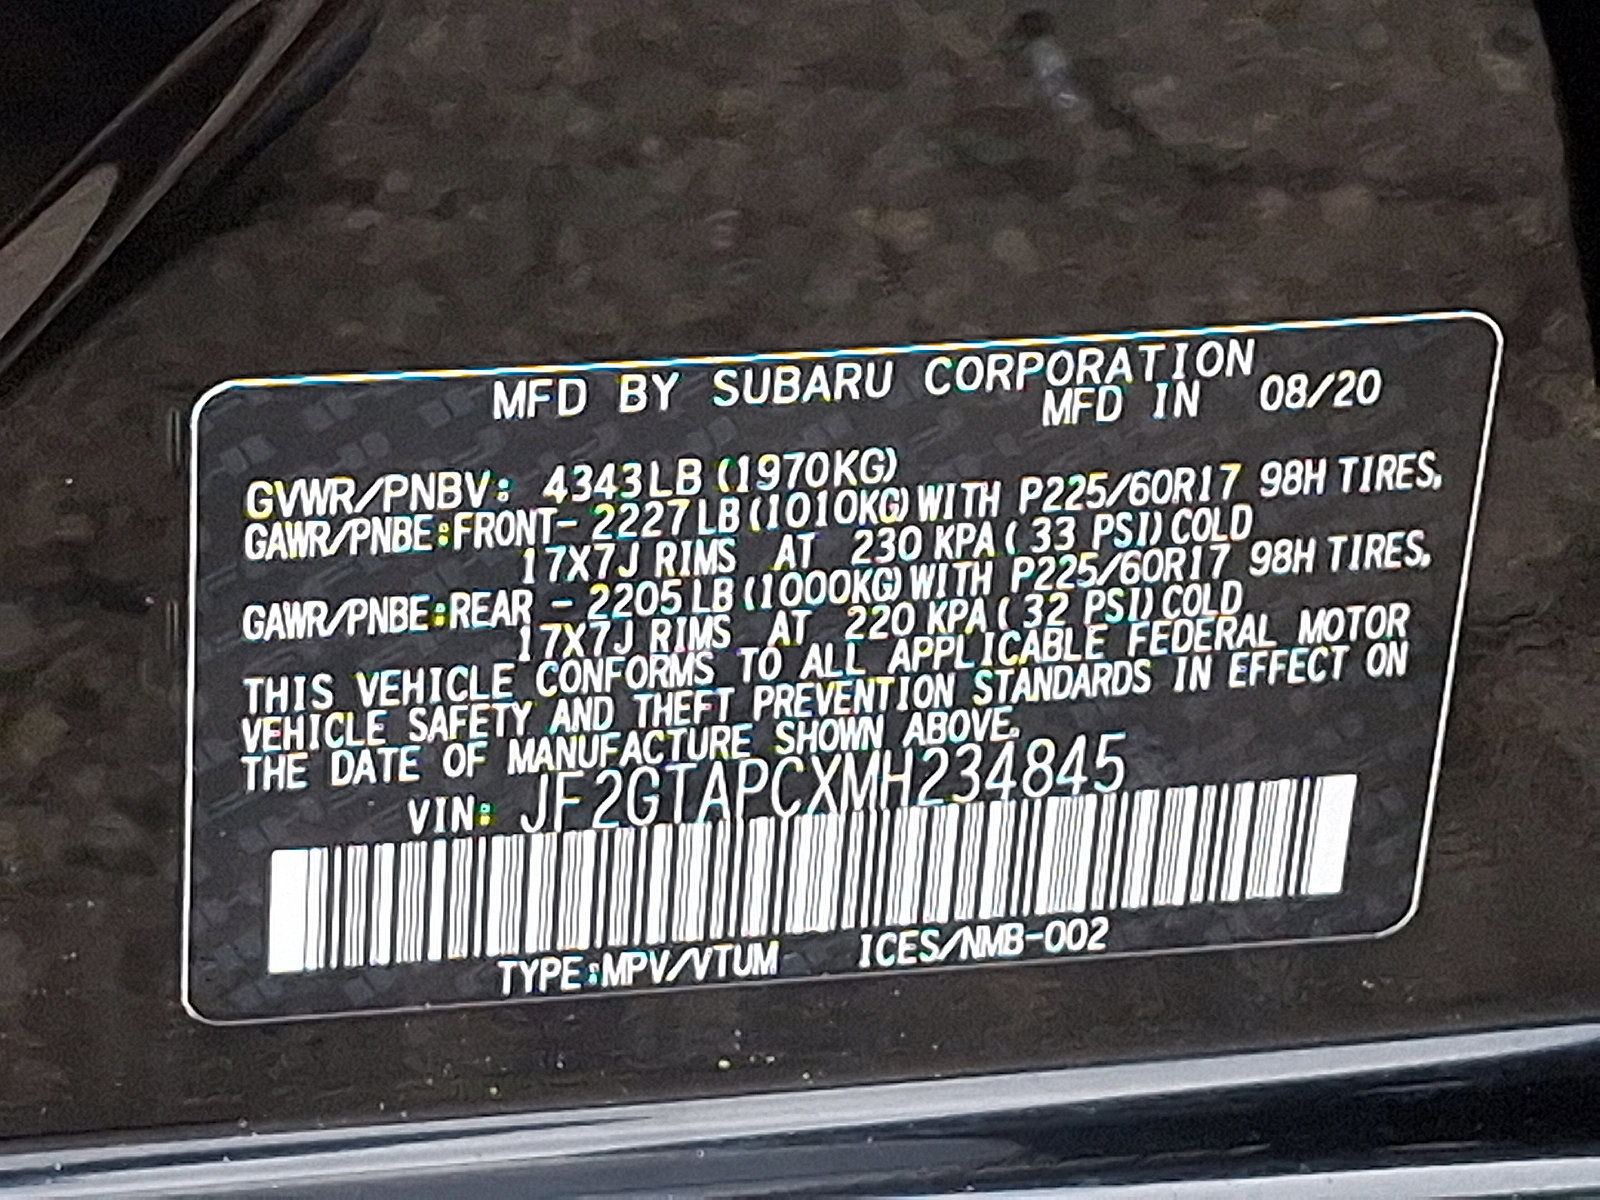 MFD BY SUBARU CORPORATION
MFD IN 08/20
GVWR/PNBV: 4343LB (1970KG)
GAWR/PNBE:FRONT- 2227LB (1010KG) WITH P225/60R17 98H TIRES,
17X7J RIMS AT 230 KPA ( 33 PSI) COLD
GAWR/PNBE:REAR - 2205LB (1000KG) WITH P225/60R17 98H TIRES,
17X7J RIMS AT 220 KPA ( 32 PSI) COLD
THIS VEHICLE CONFORMS TO ALL APPLICABLE FEDERAL MOTOR
VEHICLE SAFETY AND THEFT PREVENTION STANDARDS IN EFFECT ON
THE DATE OF MANUFACTURE SHOWN ABOVE.
VIN: JF2GTAPCXMH234845
TYPE:MPV/VTUM ICES/NMB-002